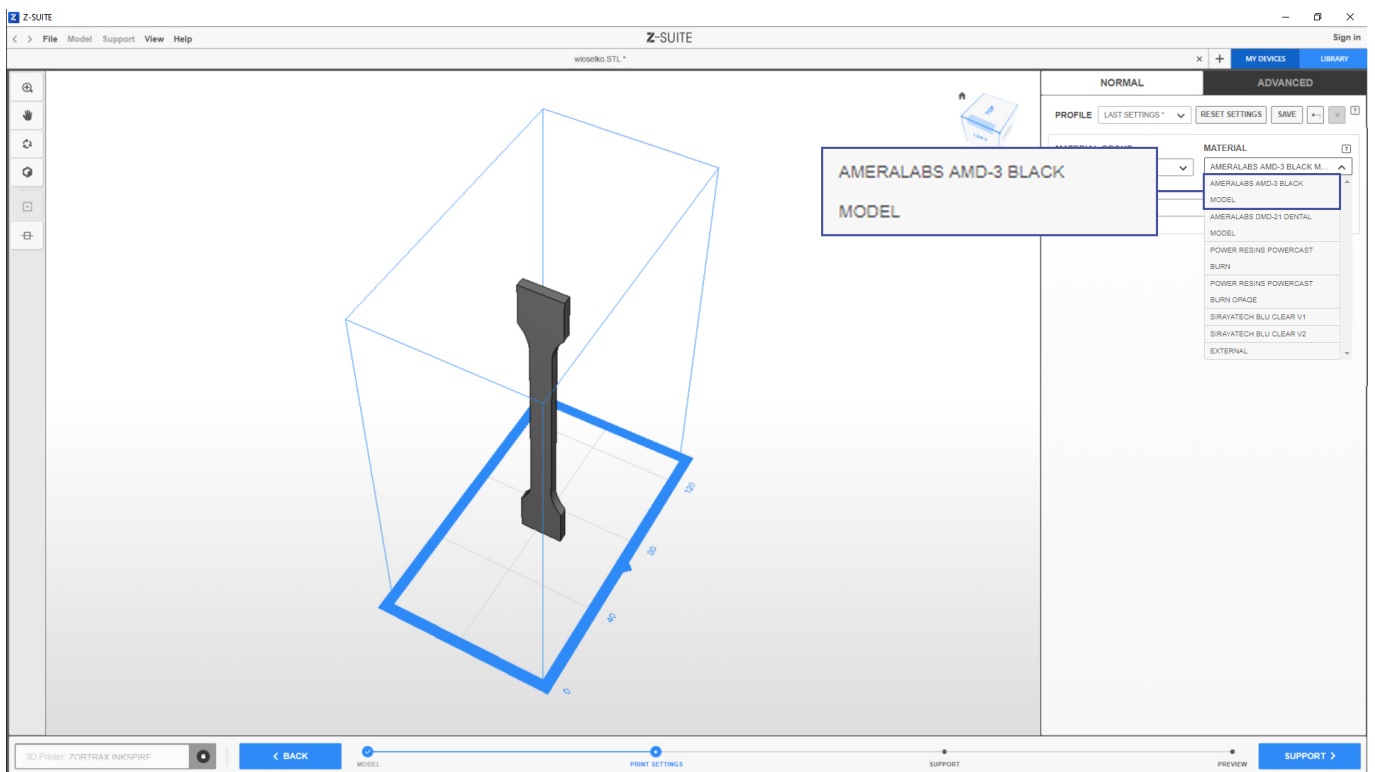 Z-SUITE
< > File Model Support View Help
Z-SUITE
Sign in
wioselko.STL *
× + MY DEVICES LIBRARY
NORMAL ADVANCED
TOP
PROFILE LAST SETTINGS * RESET SETTINGS SAVE ?
MATERIAL ?
AMERALABS AMD-3 BLACK M...
AMERALABS AMD-3 BLACK
MODEL
AMERALABS AMD-3 BLACK
MODEL
AMERALABS DMD-21 DENTAL
MODEL
POWER RESINS POWERCAST
BURN
POWER RESINS POWERCAST
BURN OPAQE
SIRAYATECH BLU CLEAR V1
SIRAYATECH BLU CLEAR V2
EXTERNAL
120
80
40
0
3D Printer: ZORTRAX INKSPIRE
< BACK
MODEL
PRINT SETTINGS
SUPPORT
PREVIEW
SUPPORT >